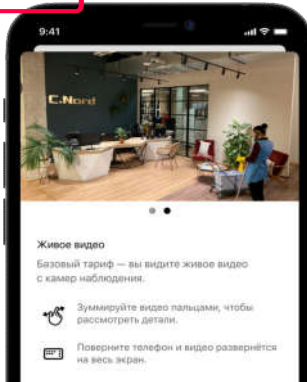 9:41
C.Nord
Живое видео
Базовый тариф — вы видите живое видео
с камер наблюдения.
Зуммируйте видео пальцами, чтобы
рассмотреть детали.
Поверните телефон и видео развернётся
на весь экран.